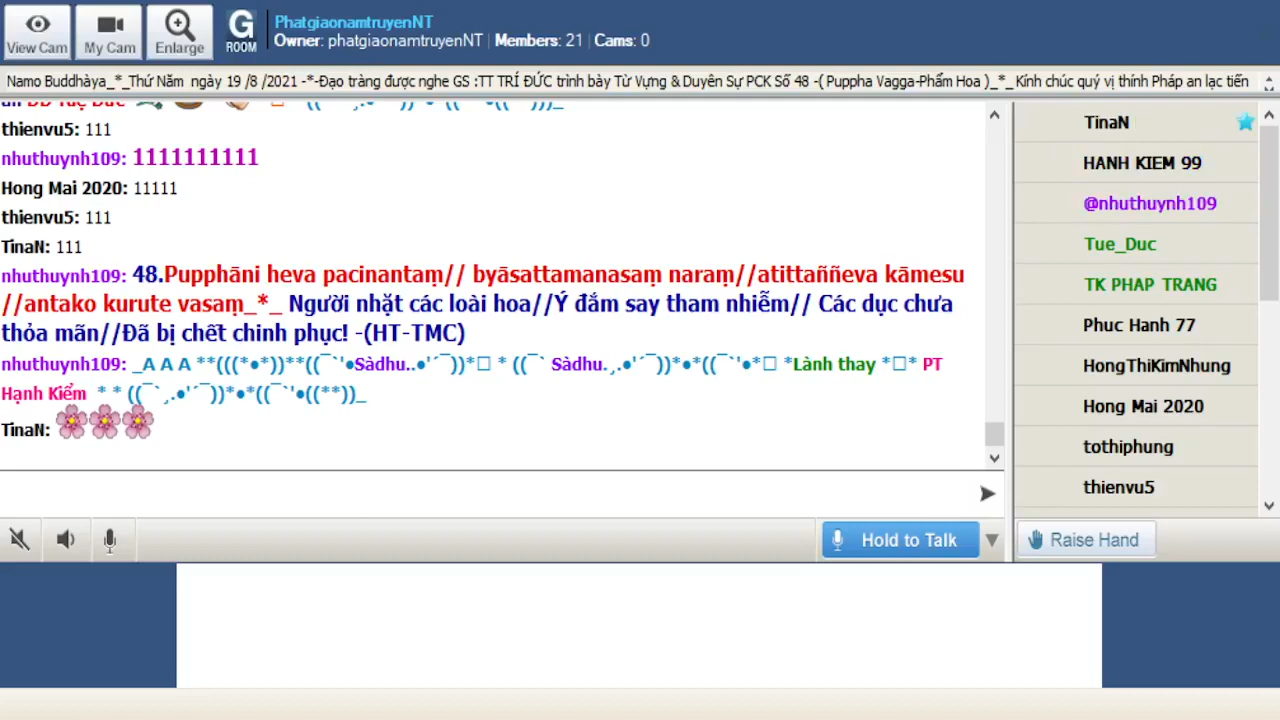 View Cam
My Cam
Enlarge
G
ROOM
PhatgiaonamtruyenNT
Owner: phatgiaonamtruyenNT | Members: 21 | Cams: 0
Namo Buddhàya_*_Thứ Năm ngày 19 /8 /2021 -*-Đạo tràng được nghe GS :TT TRÍ ĐỨC trình bày Từ Vựng & Duyên Sự PCK Số 48 -( Puppha Vagga-Phẩm Hoa )_*_Kính chúc quý vị thính Pháp an lạc tiến
thienvu5: 111
nhuthuynh109: 1111111111
Hong Mai 2020: 11111
thienvu5: 111
TinaN: 111
nhuthuynh109: 48.Pupphāni heva pacinantaṃ// byāsattamanasaṃ naraṃ//atittaññeva kāmesu
//antako kurute vasaṃ_*_ Người nhặt các loài hoa//Ý đắm say tham nhiễm// Các dục chưa
thỏa mãn//Đã bị chết chinh phục! -(HT-TMC)
nhuthuynh109: _A A A **(((*•*))**((¯`'•Sàdhu..•'´¯))*□ * ((¯` Sàdhu.¸.•'´¯))*•*((¯`'•*□ *Lành thay *□* PT
Hạnh Kiểm * * ((¯`¸.•'´¯))*•*((¯`'•((**))_
TinaN:
Hold to Talk
TinaN
HANH KIEM 99
@nhuthuynh109
Tue_Duc
TK PHAP TRANG
Phuc Hanh 77
HongThiKimNhung
Hong Mai 2020
tothiphung
thienvu5
Raise Hand